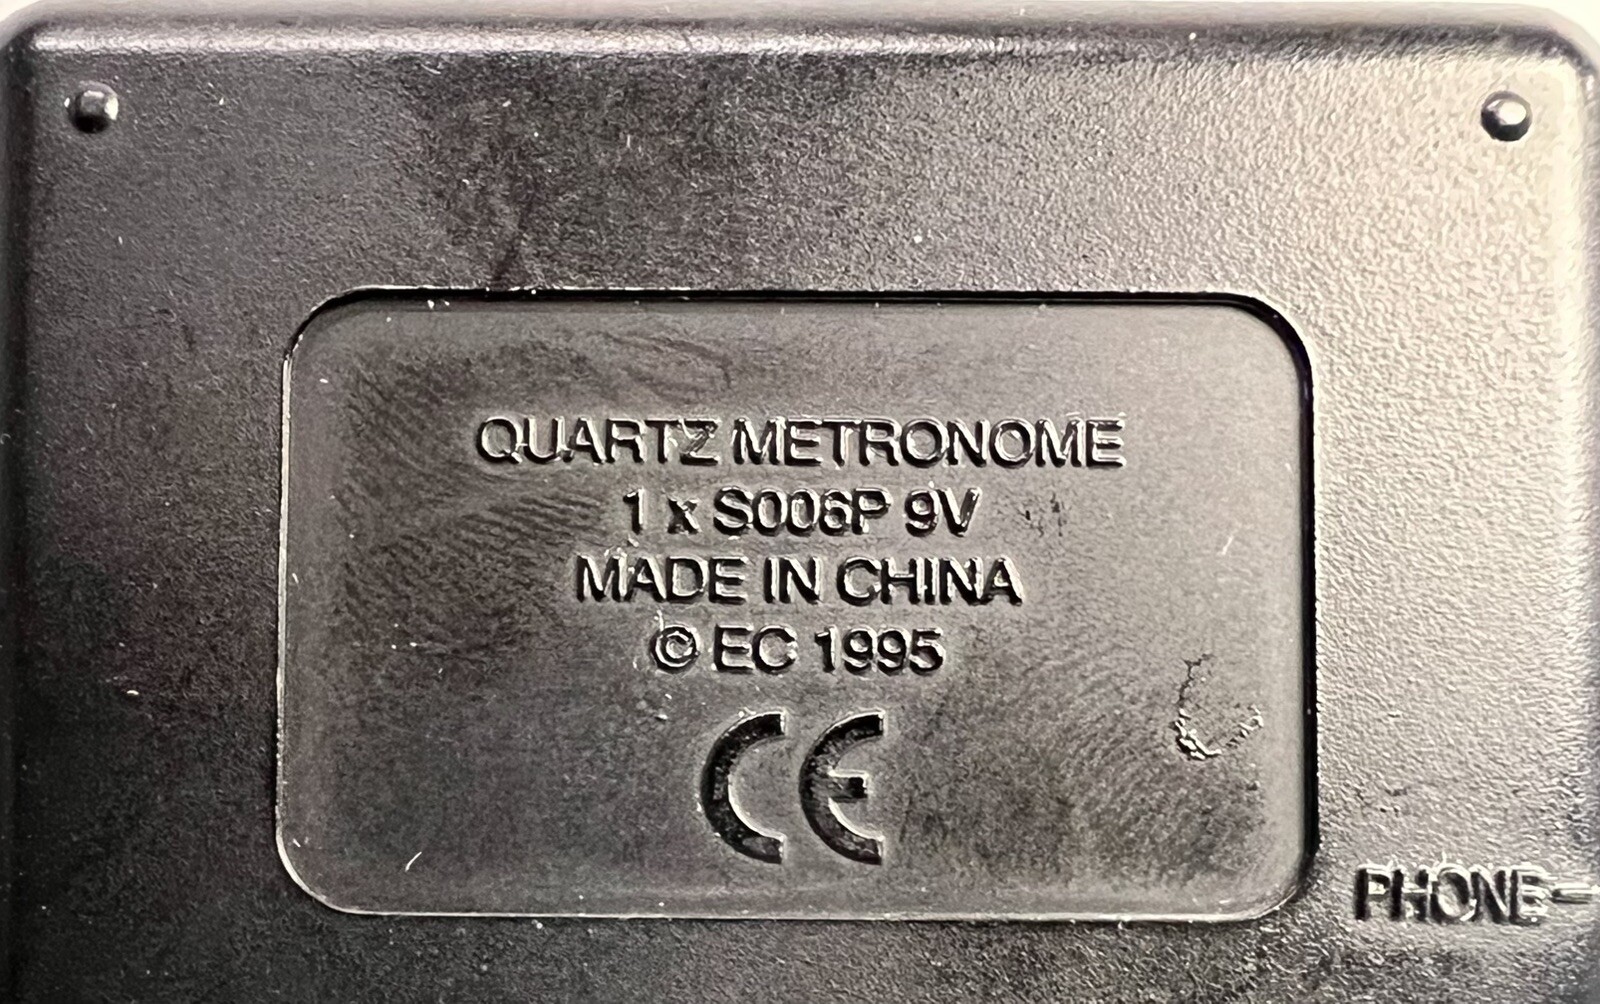 QUARTZ METRONOME
1 x S006P 9V
MADE IN CHINA
© EC 1995
CE
PHONE-